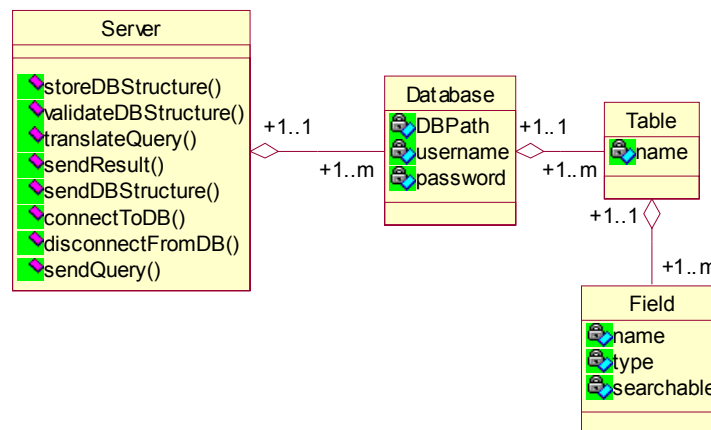 Server
storeDBStructure()
validateDBStructure()
translateQuery()
sendResult()
sendDBStructure()
connectToDB()
disconnectFromDB()
sendQuery()
+1..1
+1..m
Database
DBPath
username
password
+1..1
+1..m
Table
name
+1..1
+1..m
Field
name
type
searchable